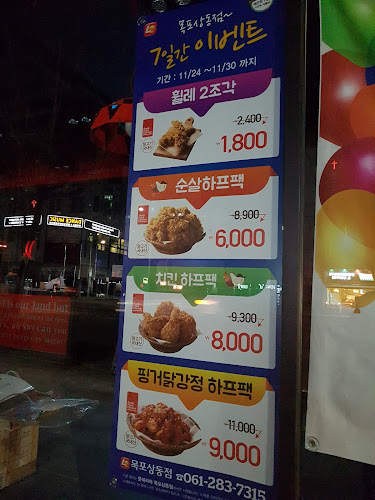 목포상동점~
7일간 이벤트
기간 : 11/24 ~11/30 까지
휠레 2조각
2,400
₩1,800
순살하프팩
8,900
₩6,000
치킨 하프팩
9,300
₩8,000
핑거닭강정 하프팩
11,000
₩9,000
목포상동점 ☎061-283-7315
DANCE MUSIC